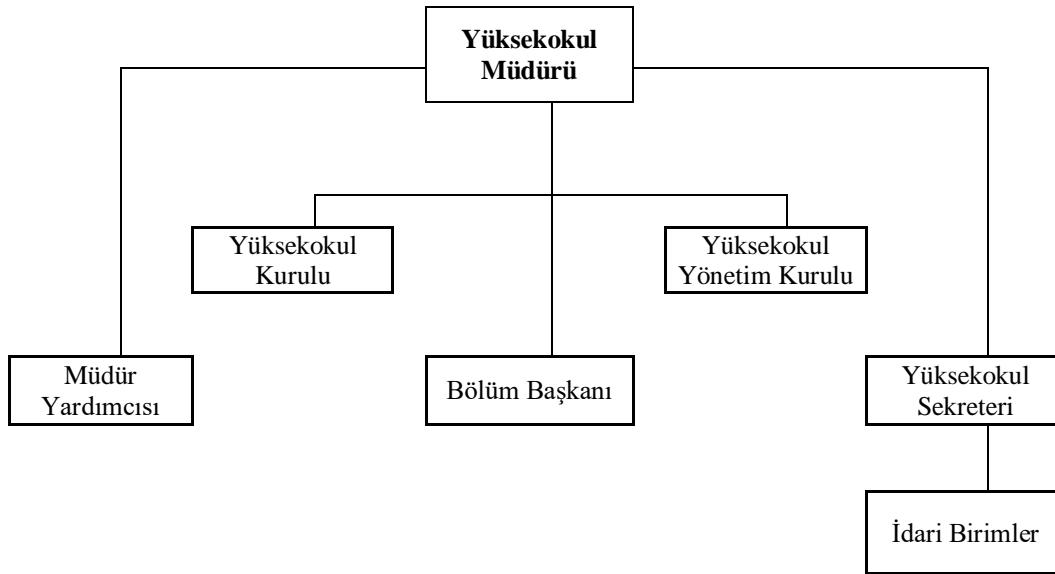 Yüksekokul
Müdürü
Yüksekokul
Kurulu
Yüksekokul
Yönetim Kurulu
Müdür
Yardımcısı
Bölüm Başkanı
Yüksekokul
Sekreteri
İdari Birimler